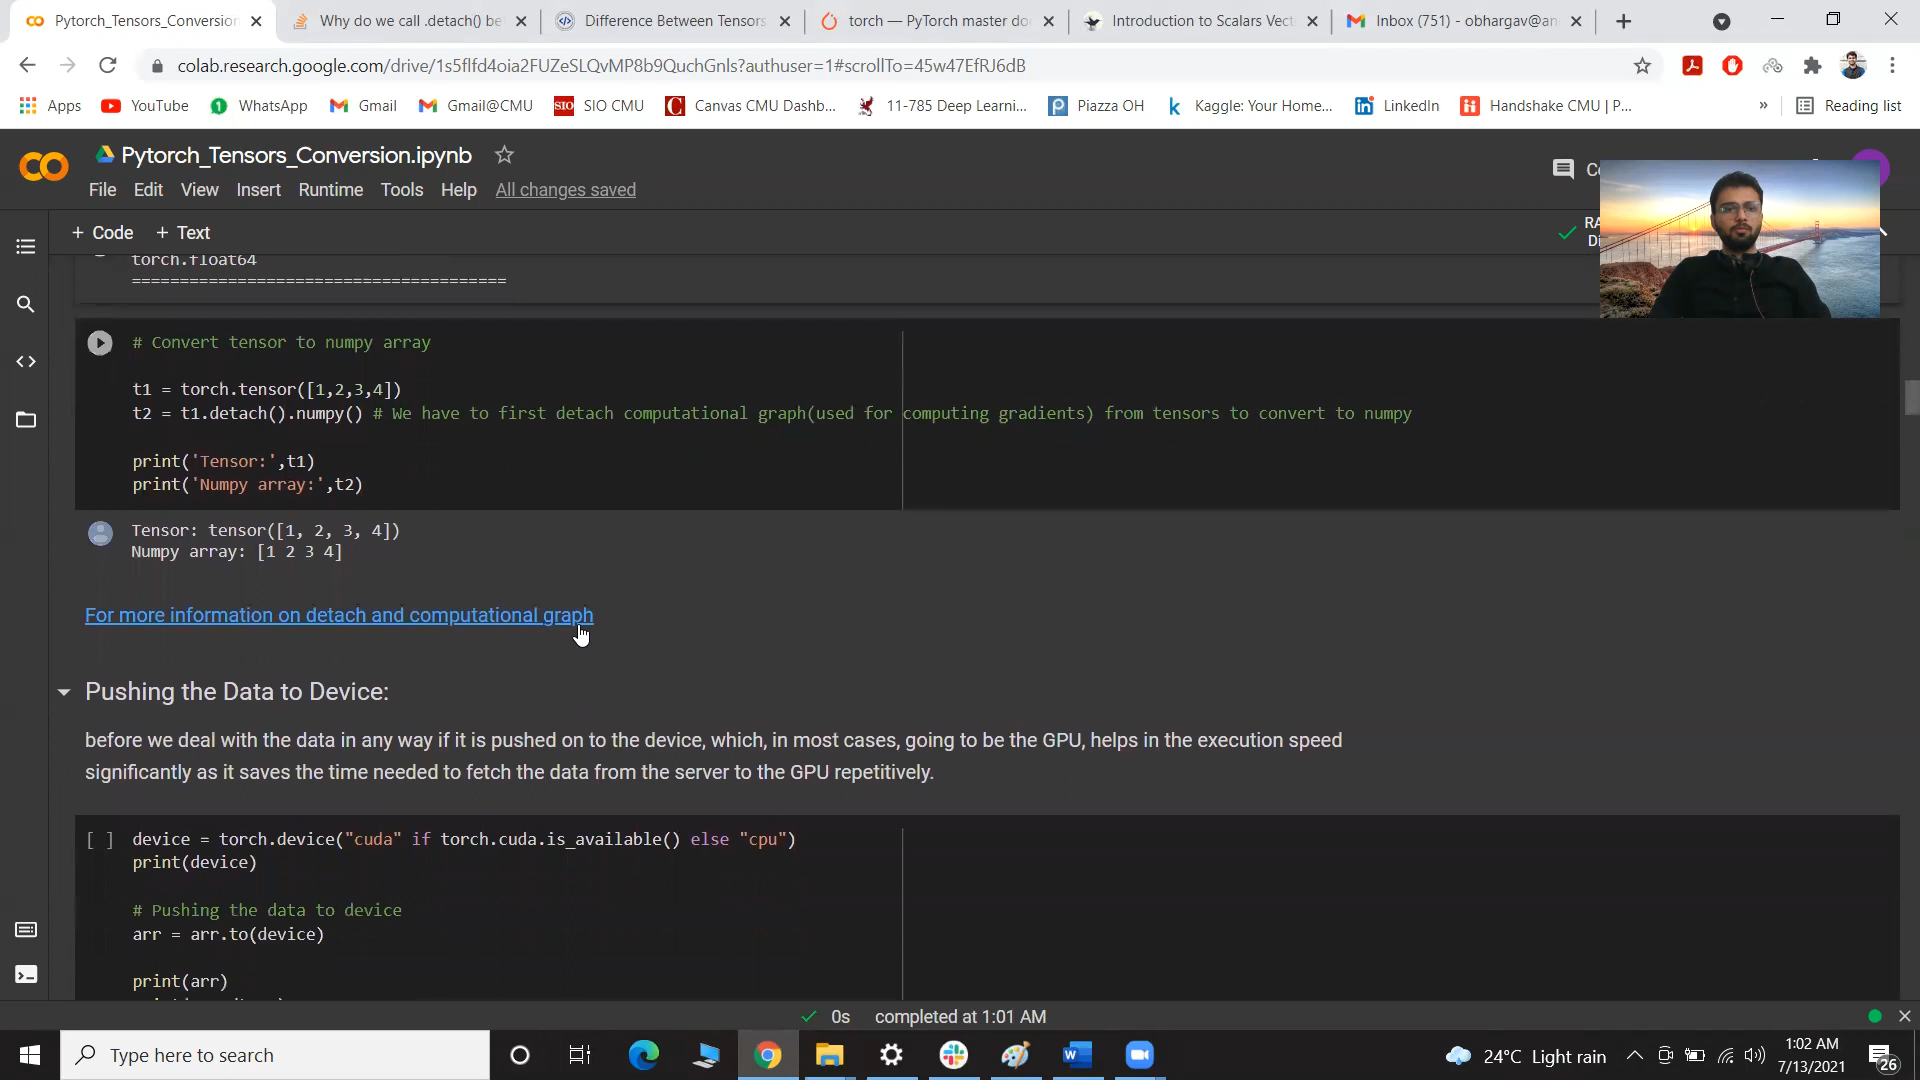 Pytorch_Tensors_Conversion
Why do we call .detach() be
Difference Between Tensors
torch — PyTorch master do
Introduction to Scalars Vect
Inbox (751) - obhargav@an
colab.research.google.com/drive/1s5flfd4oia2FUZeSLQvMP8b9QuchGnls?authuser=1#scrollTo=45w47EfRJ6dB
Apps
YouTube
WhatsApp
Gmail
Gmail@CMU
SIO CMU
Canvas CMU Dashb...
11-785 Deep Learni...
Piazza OH
Kaggle: Your Home...
LinkedIn
Handshake CMU | P...
»
Reading list
Pytorch_Tensors_Conversion.ipynb
File Edit View Insert Runtime Tools Help All changes saved
+ Code + Text
RA
Di
torch.float64
=======================================
# Convert tensor to numpy array
t1 = torch.tensor([1,2,3,4])
t2 = t1.detach().numpy() # We have to first detach computational graph(used for computing gradients) from tensors to convert to numpy
print('Tensor:',t1)
print('Numpy array:',t2)
Tensor: tensor([1, 2, 3, 4])
Numpy array: [1 2 3 4]
For more information on detach and computational graph
Pushing the Data to Device:
before we deal with the data in any way if it is pushed on to the device, which, in most cases, going to be the GPU, helps in the execution speed
significantly as it saves the time needed to fetch the data from the server to the GPU repetitively.
[ ] device = torch.device("cuda" if torch.cuda.is_available() else "cpu")
print(device)
# Pushing the data to device
arr = arr.to(device)
print(arr)
0s completed at 1:01 AM
Type here to search
24°C Light rain
1:02 AM
7/13/2021
26